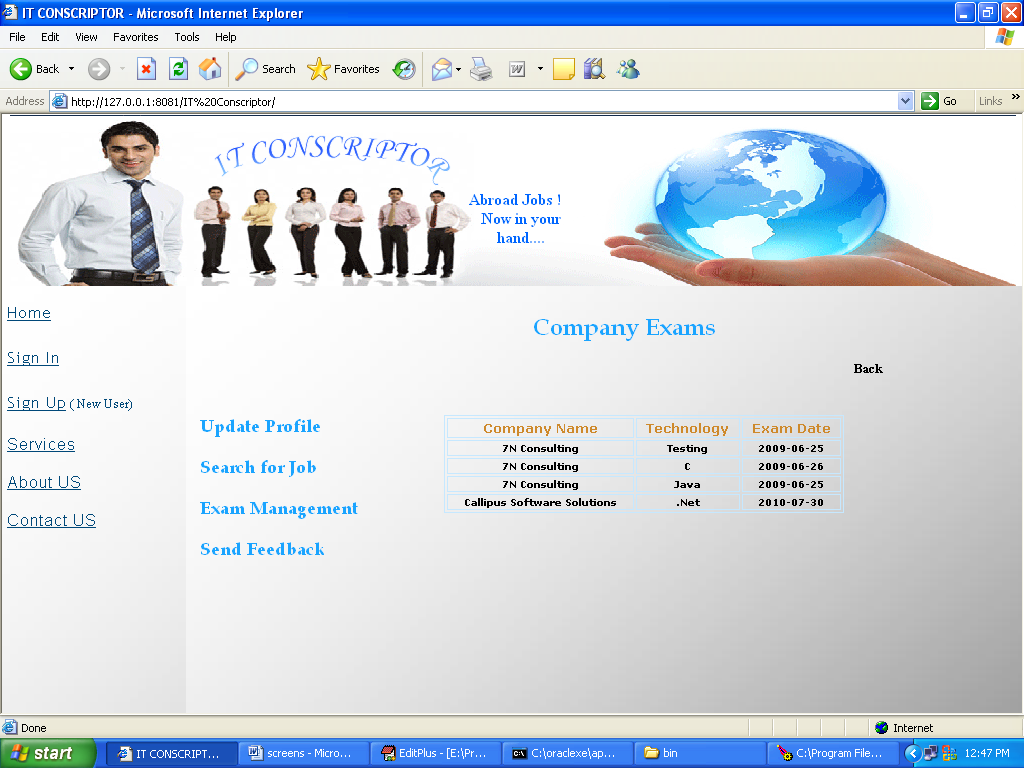 IT CONSCRIPTOR - Microsoft Internet Explorer
File Edit View Favorites Tools Help
Back Search Favorites
Address http://127.0.0.1:8081/IT%20Conscriptor/ Go Links »
IT CONSCRIPTOR
Abroad Jobs !
Now in your
hand....
Home
Sign In
Sign Up ( New User)
Services
About US
Contact US
Company Exams
Back
Update Profile
Search for Job
Exam Management
Send Feedback
Company Name Technology Exam Date
7N Consulting Testing 2009-06-25
7N Consulting C 2009-06-26
7N Consulting Java 2009-06-25
Callipus Software Solutions .Net 2010-07-30
Done Internet
start IT CONSCRIPT... screens - Micro... EditPlus - [E:\Pr... C:\oraclexe\ap... bin C:\Program File... 12:47 PM